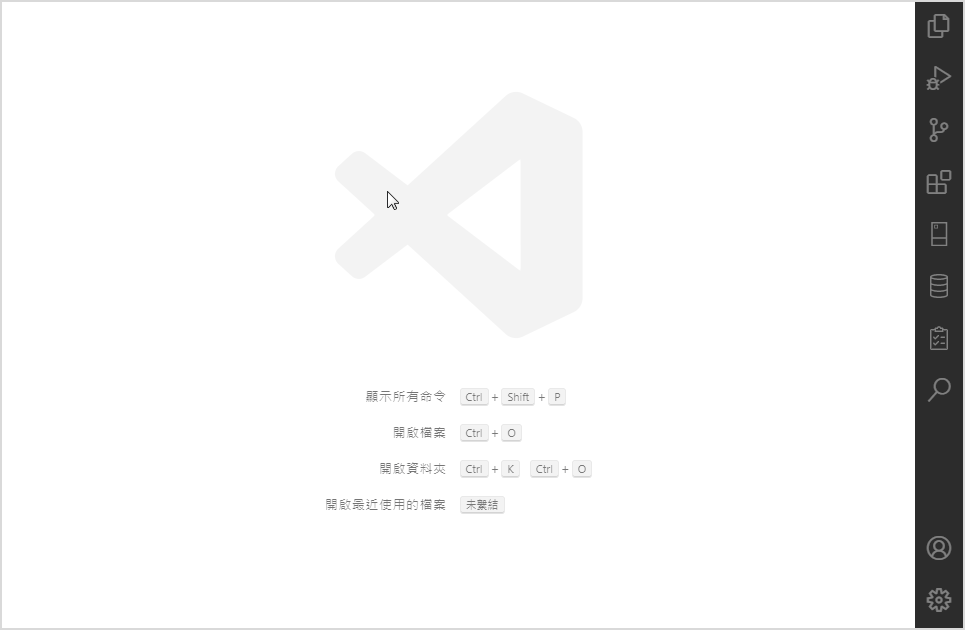 顯示所有命令 Ctrl + Shift + P
開啟檔案 Ctrl + O
開啟資料夾 Ctrl + K Ctrl + O
開啟最近使用的檔案 未繫結